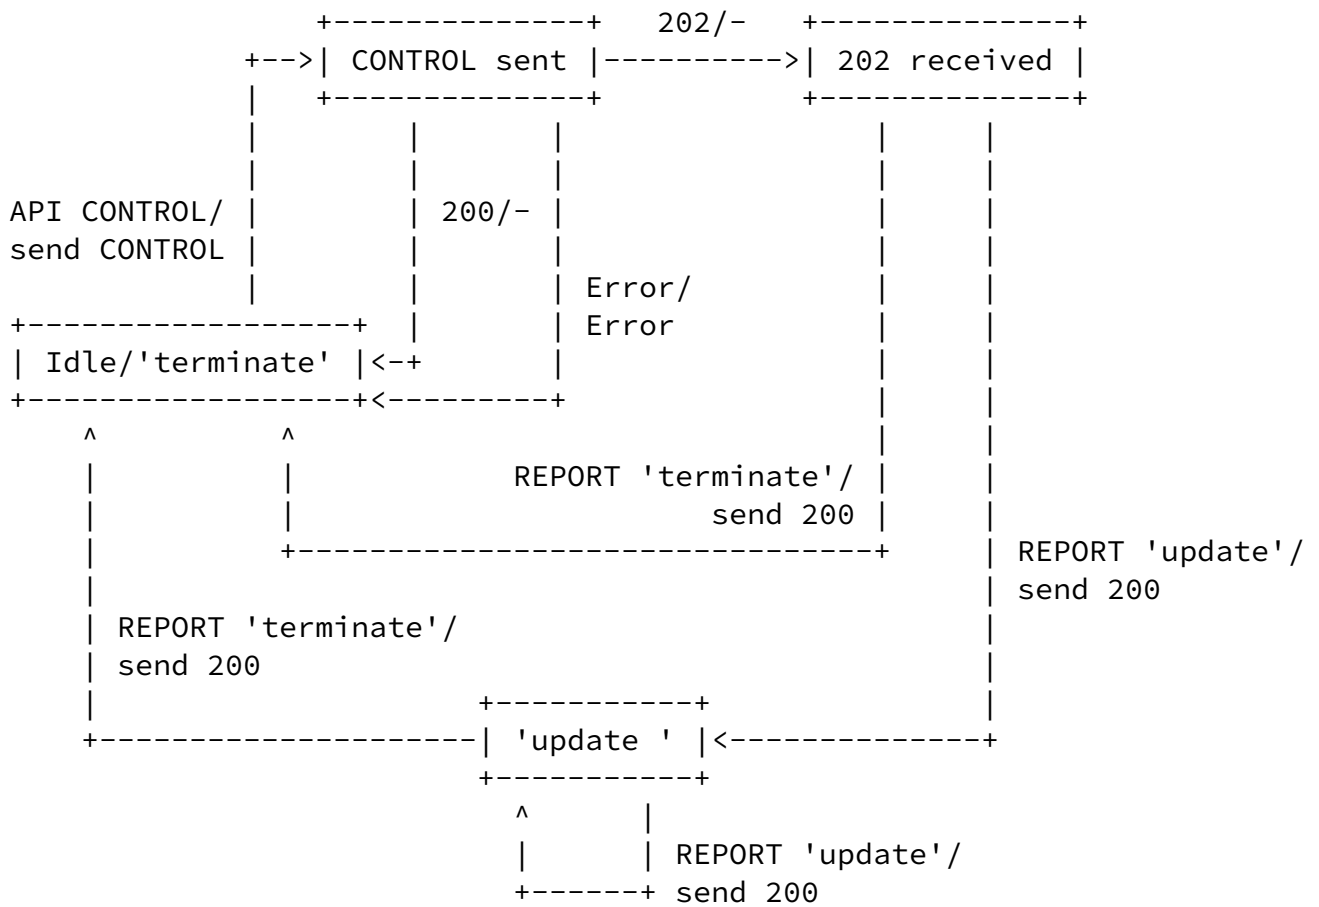 202/-
CONTROL sent
202 received
API CONTROL/
send CONTROL
200/-
Error/
Error
Idle/'terminate'
REPORT 'terminate'/
send 200
REPORT 'update'/
send 200
REPORT 'terminate'/
send 200
'update '
REPORT 'update'/
send 200